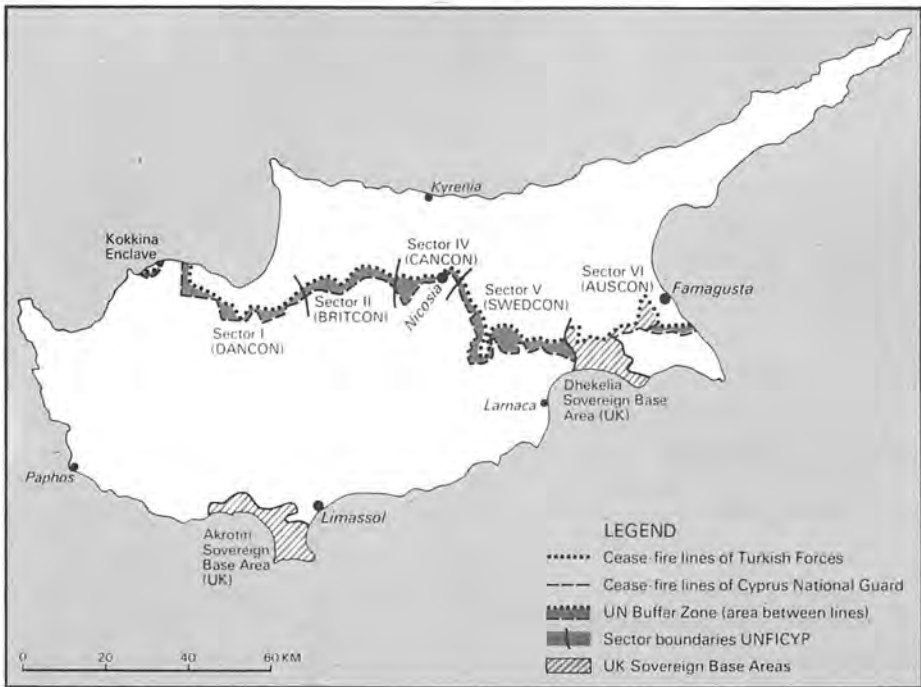 Kyrenia
Kokkina
Enclave
Sector IV
(CANCON)
Sector VI
(AUSCON)
Famagusta
Sector V
(SWEDCON)
Sector II
(BRITCON)
Nicosia
Sector I
(DANCON)
Dhekelia
Sovereign Base
Area (UK)
Larnaca
Paphos
Limassol
Akrotiri
Sovereign
Base Area
(UK)
LEGEND
Cease-fire lines of Turkish Forces
Cease-fire lines of Cyprus National Guard
UN Buffer Zone (area between lines)
Sector boundaries UNFICYP
UK Sovereign Base Areas
0 20 40 60 KM